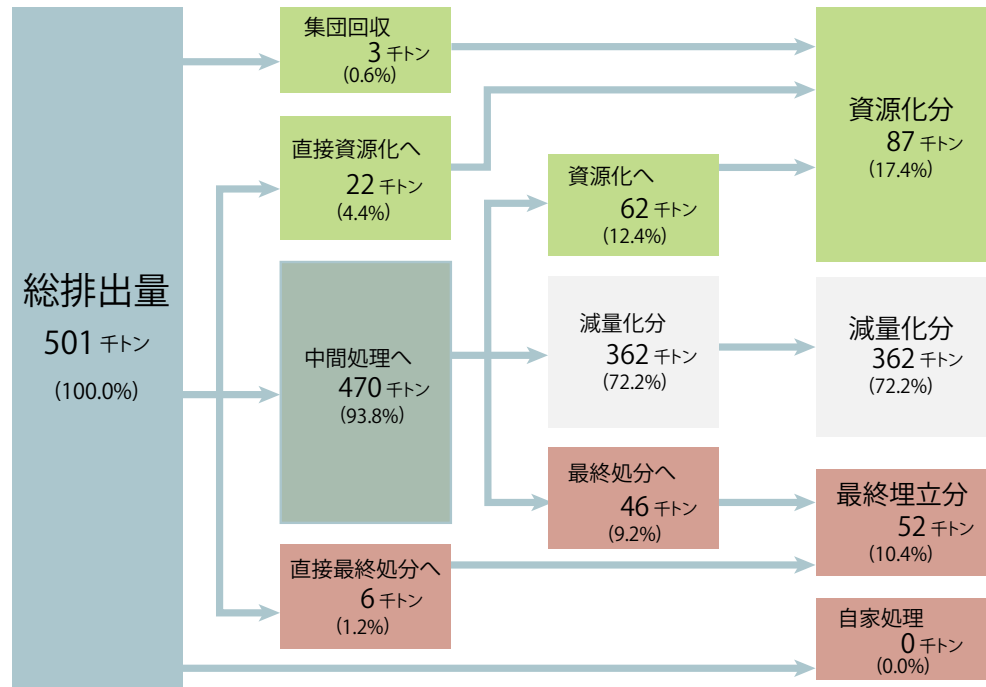 総排出量
501 千トン
(100.0%)
集団回収
3 千トン
(0.6%)
直接資源化へ
22 千トン
(4.4%)
中間処理へ
470 千トン
(93.8%)
直接最終処分へ
6 千トン
(1.2%)
資源化へ
62 千トン
(12.4%)
減量化分
362 千トン
(72.2%)
最終処分へ
46 千トン
(9.2%)
資源化分
87 千トン
(17.4%)
減量化分
362 千トン
(72.2%)
最終埋立分
52 千トン
(10.4%)
自家処理
0 千トン
(0.0%)